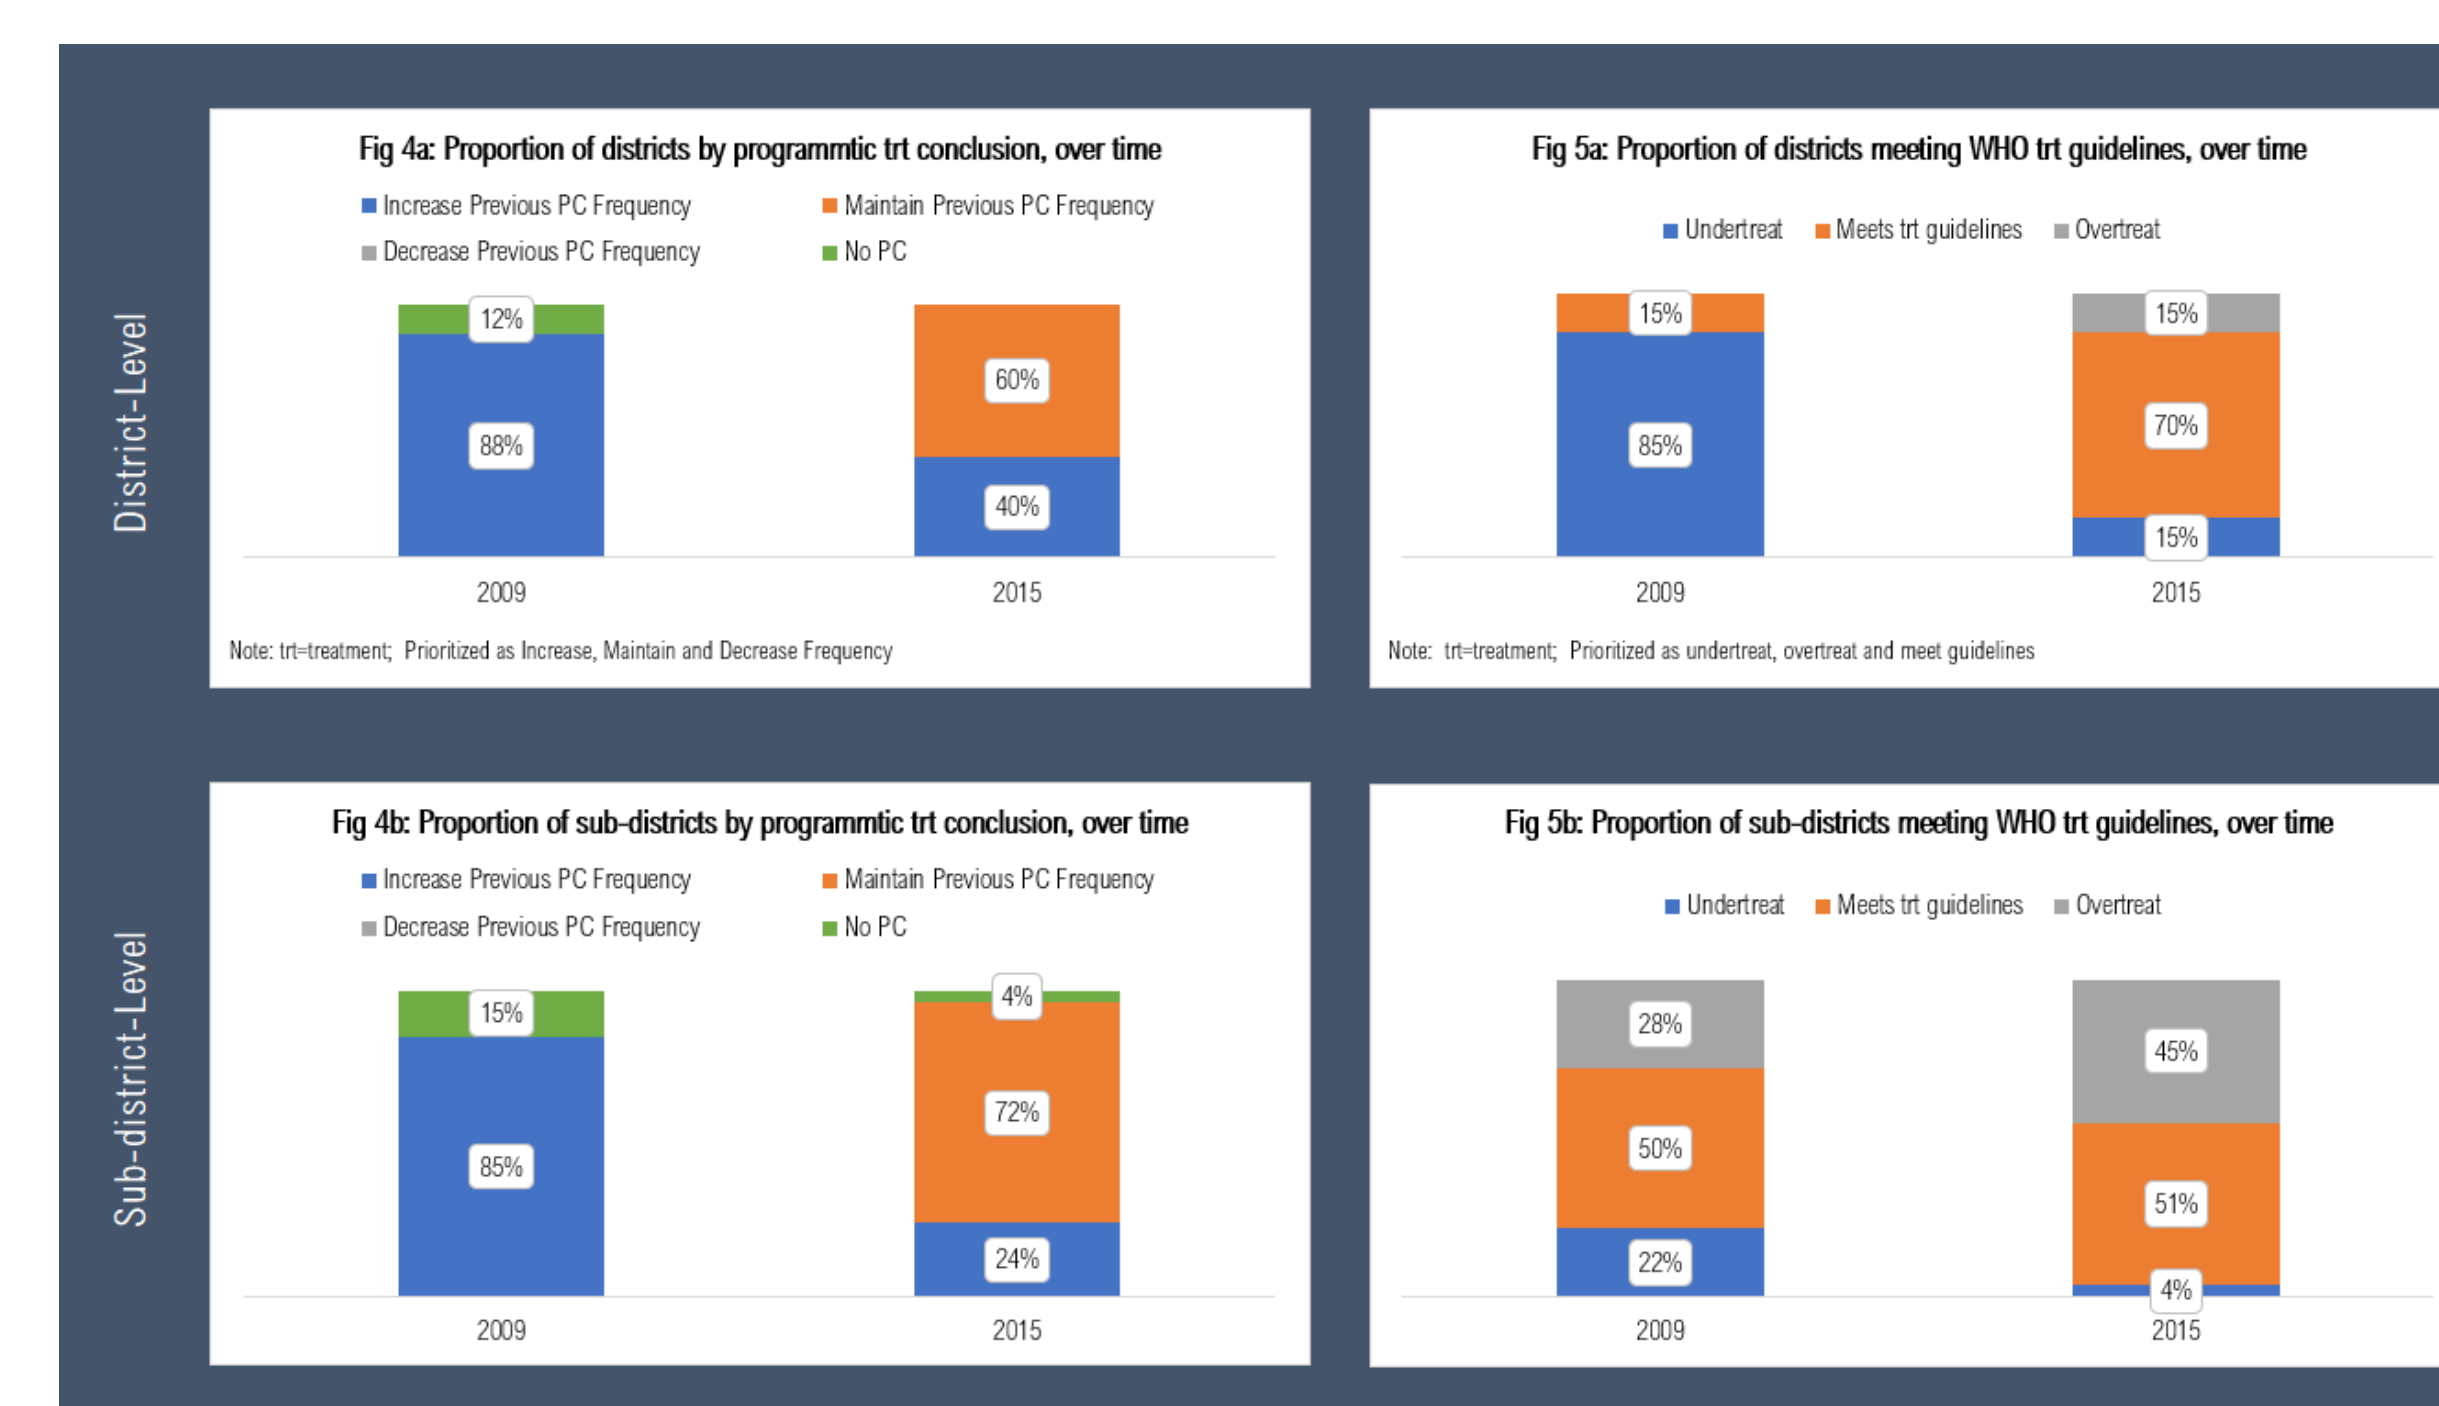 District-Level
Fig 4a: Proportion of districts by programmtic trt conclusion, over time
Increase Previous PC Frequency
Maintain Previous PC Frequency
Decrease Previous PC Frequency
No PC
12%
88%
60%
40%
2009
2015
Note: trt=treatment; Prioritized as Increase, Maintain and Decrease Frequency
Fig 5a: Proportion of districts meeting WHO trt guidelines, over time
Undertreat
Meets trt guidelines
Overtreat
15%
85%
15%
70%
15%
2009
2015
Note: trt=treatment; Prioritized as undertreat, overtreat and meet guidelines
Sub-district-Level
Fig 4b: Proportion of sub-districts by programmtic trt conclusion, over time
Increase Previous PC Frequency
Maintain Previous PC Frequency
Decrease Previous PC Frequency
No PC
15%
85%
4%
72%
24%
2009
2015
Fig 5b: Proportion of sub-districts meeting WHO trt guidelines, over time
Undertreat
Meets trt guidelines
Overtreat
28%
50%
22%
45%
51%
4%
2009
2015